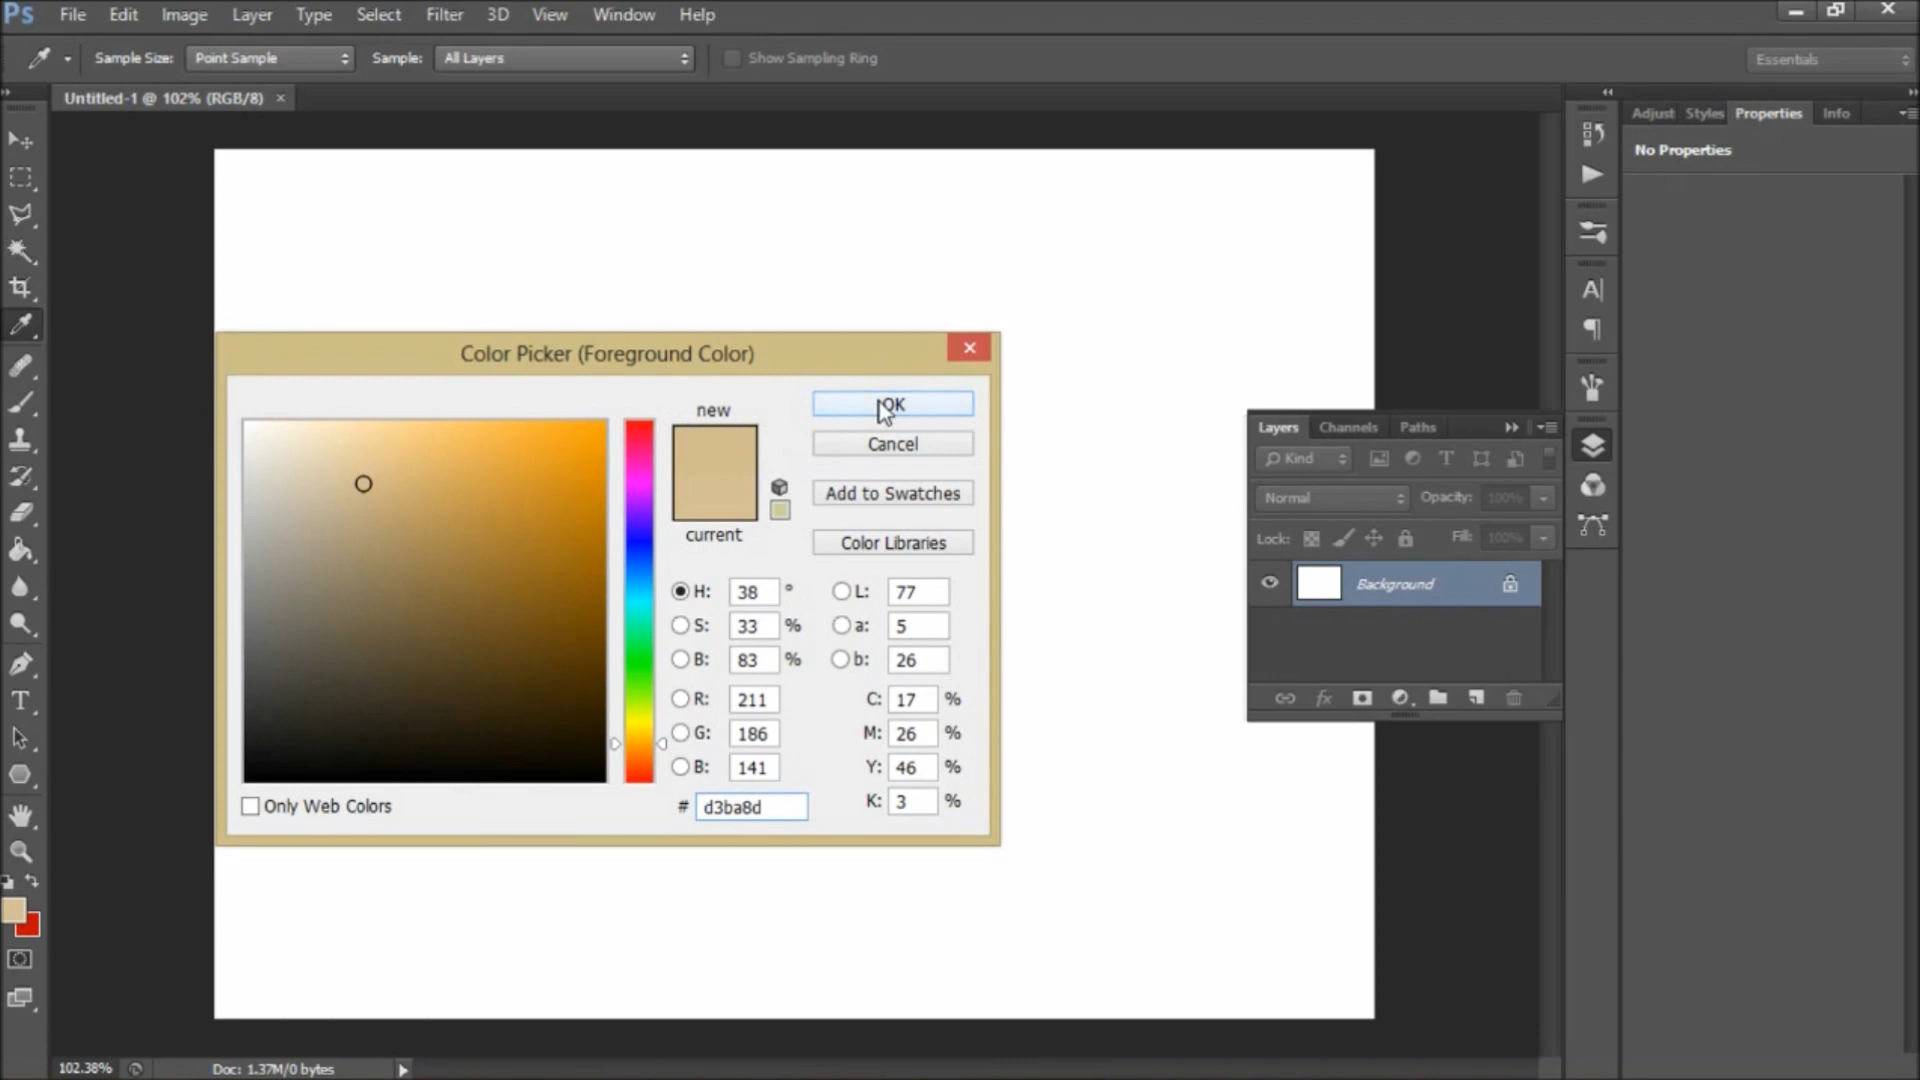 Ps File Edit Image Layer Type Select Filter 3D View Window Help
Sample Size: Point Sample Sample: All Layers Show Sampling Ring Essentials
Untitled-1 @ 102% (RGB/8) ×
Adjust Styles Properties Info
No Properties
Color Picker (Foreground Color)
new
current
OK
Cancel
Add to Swatches
Color Libraries
H: 38 ° L: 77
S: 33 % a: 5
B: 83 % b: 26
R: 211 C: 17 %
G: 186 M: 26 %
B: 141 Y: 46 %
# d3ba8d K: 3 %
Only Web Colors
Layers Channels Paths
Kind
Normal Opacity: 100%
Lock: Fill: 100%
Background
102.38% Doc: 1.37M/0 bytes